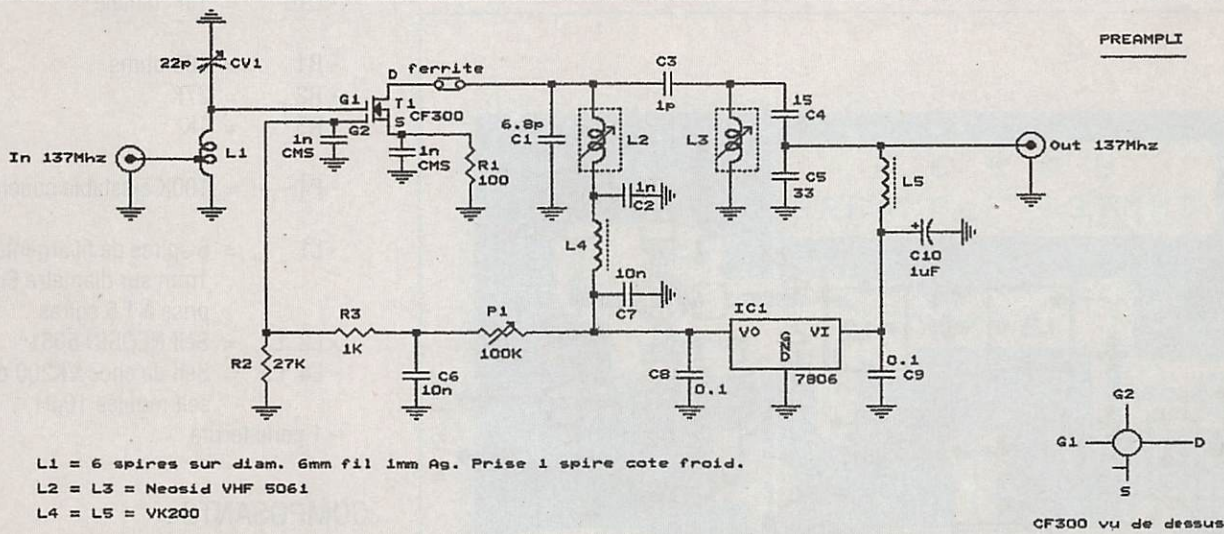 PREAMPLI
22p
CV1
D
ferrite
C3
1p
G1
T1
CF300
G2
S
1n
CMS
1n
CMS
6.8p
C1
L2
L3
15
C4
In 137Mhz
L1
R1
100
Out 137Mhz
C5
33
L5
1n
C2
L4
10n
C7
+
C10
1uF
R3
1K
P1
100K
IC1
VO
VI
GND
7806
R2
27K
C6
10n
C8
0.1
0.1
C9
G2
G1
D
S
L1 = 6 spires sur diam. 6mm fil 1mm Ag. Prise 1 spire cote froid.
L2 = L3 = Neosid VHF 5061
L4 = L5 = VK200
CF300 vu de dessus